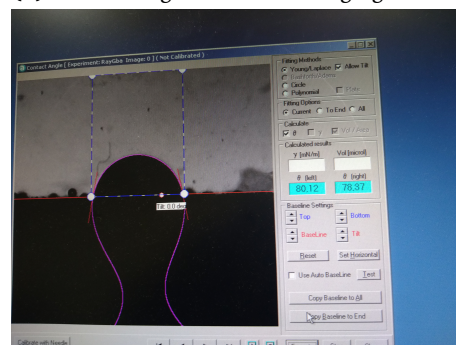 Contact Angle [ Experiment: RayGba Image: 0 ] ( Not Calibrated )
Fitting Methods
Young/Laplace
Allow Tilt
Bashforth/Adams
Circle
Polynomial
Fitting Options
Current
To End
All
Calculate
θ
γ
Calculated results
γ [mN/m]
Vol [microl]
θ (left)
θ (right)
80,12
78,37
Tilt: 0.0 deg
Baseline Settings
Top
Bottom
BaseLine
Tilt
Reset
Set Horizontal
Use Auto BaseLine
Test
Copy Baseline to All
Copy Baseline to End
Calibrate with Needle